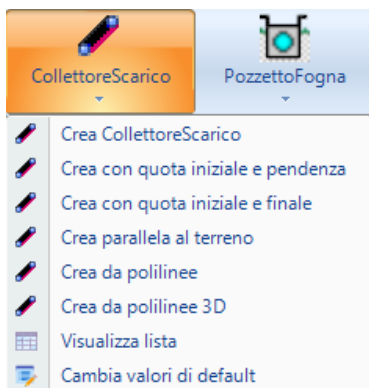 CollettoreScarico PozzettoFogna
Crea CollettoreScarico
Crea con quota iniziale e pendenza
Crea con quota iniziale e finale
Crea parallela al terreno
Crea da polilinee
Crea da polilinee 3D
Visualizza lista
Cambia valori di default